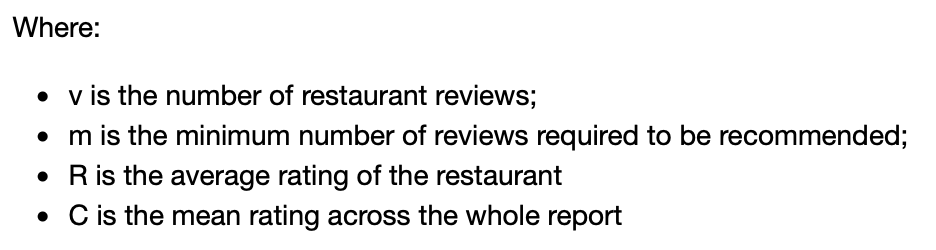 Where:
• v is the number of restaurant reviews;
• m is the minimum number of reviews required to be recommended;
• R is the average rating of the restaurant
• C is the mean rating across the whole report